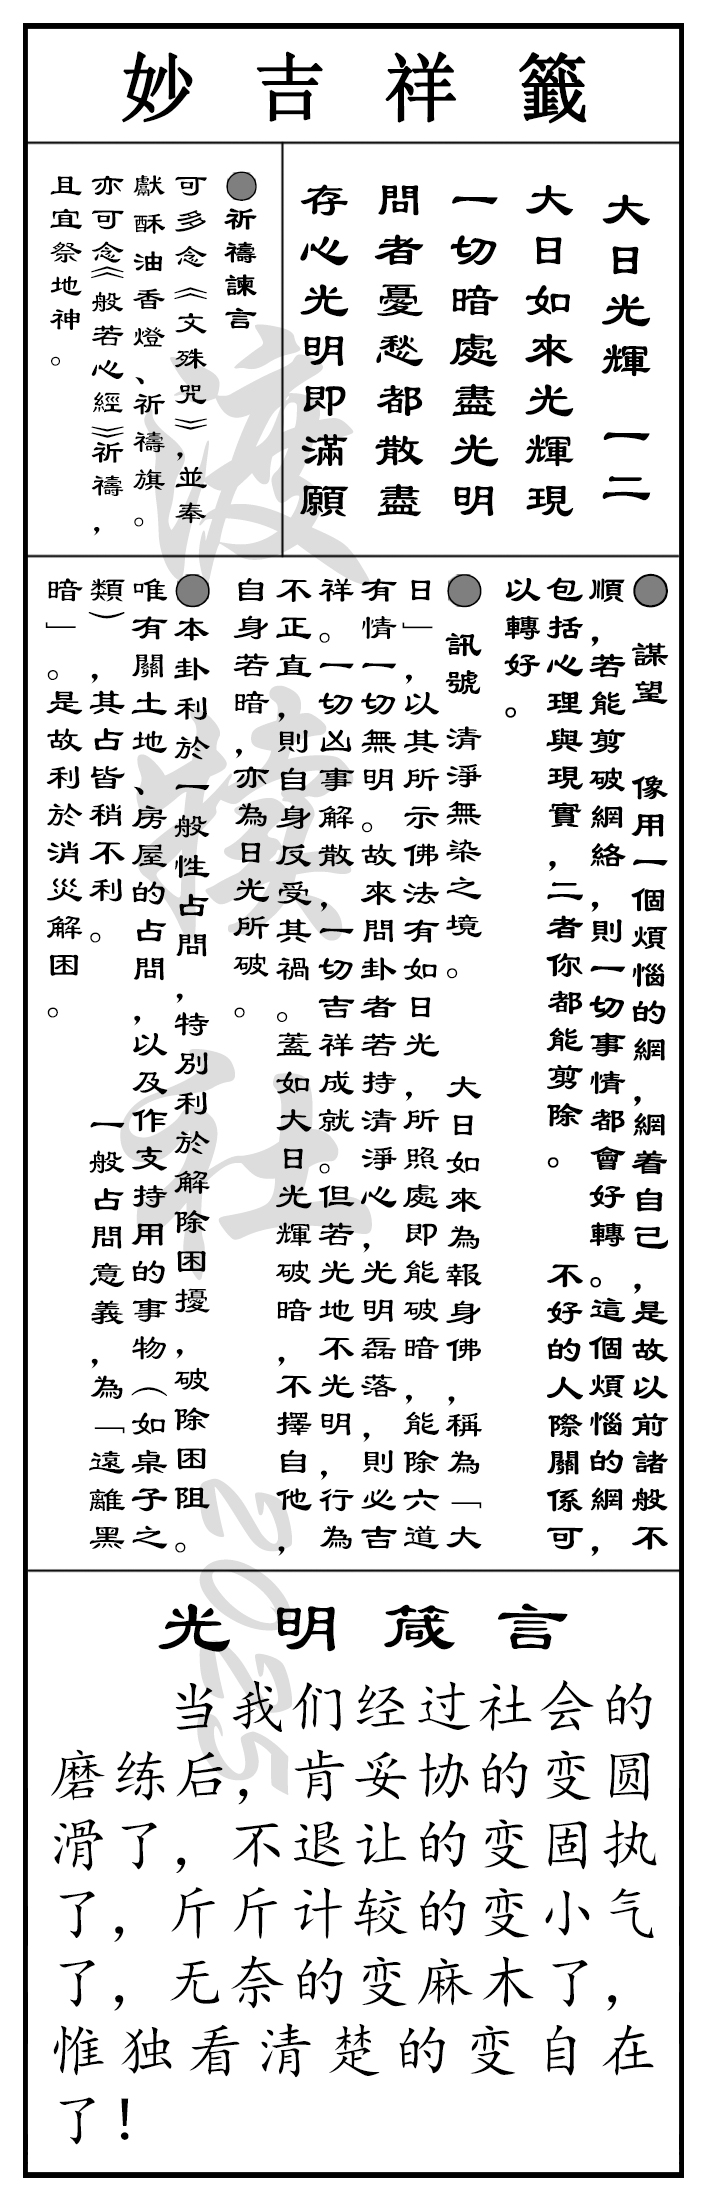 妙吉祥籤
大日光輝 一二
大日如來光輝現
一切暗處盡光明
問者憂愁都散盡
存心光明即滿願
●祈禱諫言
可多念《文殊咒》，並奉
獻酥油香燈、祈禱旗。
亦可念《般若心經》祈禱，
且宜祭地神。
● 謀望 像用一個煩惱的網，網着自己，是故以前諸般不
順，若能剪破網絡，則一切事情都會好轉。這個煩惱的網，
包括心理與現實，二者你都能剪除。 不好的人際關係可
以轉好。
● 訊號 清淨無染之境。 大日如來為報身佛，稱為「大
日」，以其所示佛法有如日光，所照處即能破暗，能除六道
有情一切無明。故來問卦者若持清淨心，光明磊落，則必吉
祥。一切凶事解散，一切吉祥成就。但若光地不光明，行為
不正直，則自身反受其禍。蓋如大日光輝破暗，不擇自他，
自身若暗，亦為日光所破。
●本卦利於一般性占問，特別利於解除困擾，破除困阻。
唯有關土地、房屋的占問，以及作支持用的事物（如桌子之
類），其占皆稍不利。 一般占問意義，為「遠離黑
暗」。是故利於消災解困。
光明箴言
当我们经过社会的
磨练后，肯妥协的变圆
滑了，不退让的变固执
了，斤斤计较的变小气
了，无奈的变麻木了，
惟独看清楚的变自在
了！
渡
社
2025